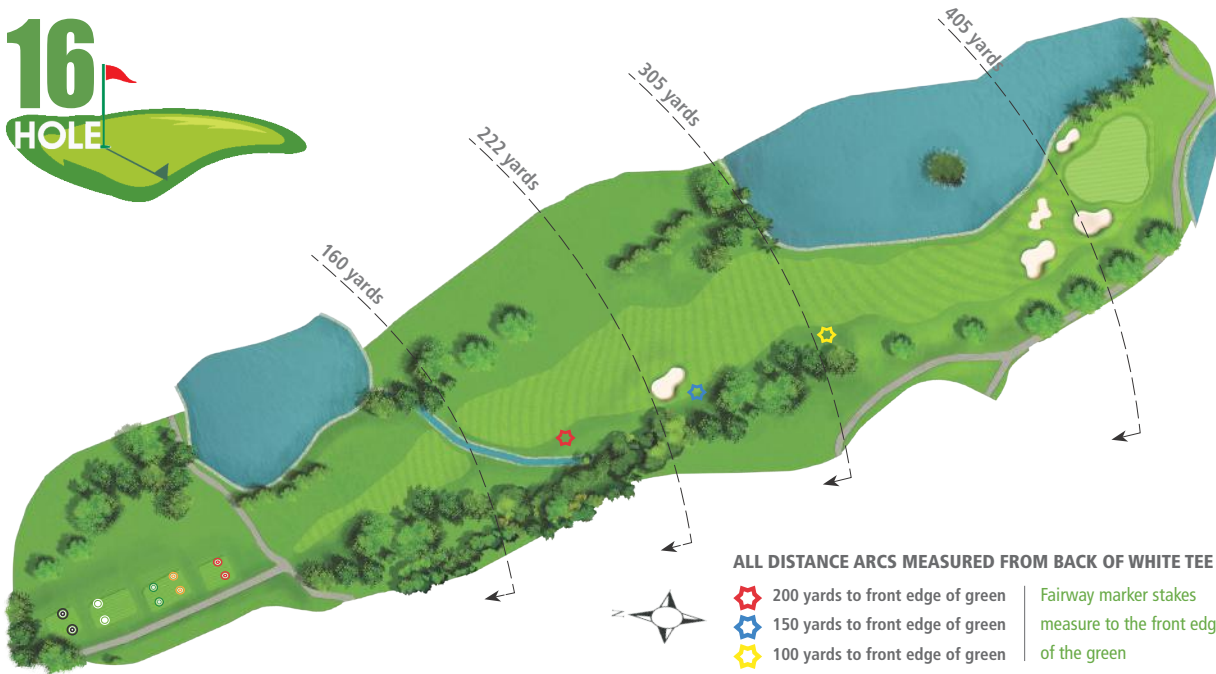 16
HOLE
405 yards
305 yards
222 yards
160 yards
N
ALL DISTANCE ARCS MEASURED FROM BACK OF WHITE TEE
200 yards to front edge of green
150 yards to front edge of green
100 yards to front edge of green
Fairway marker stakes
measure to the front edg
of the green